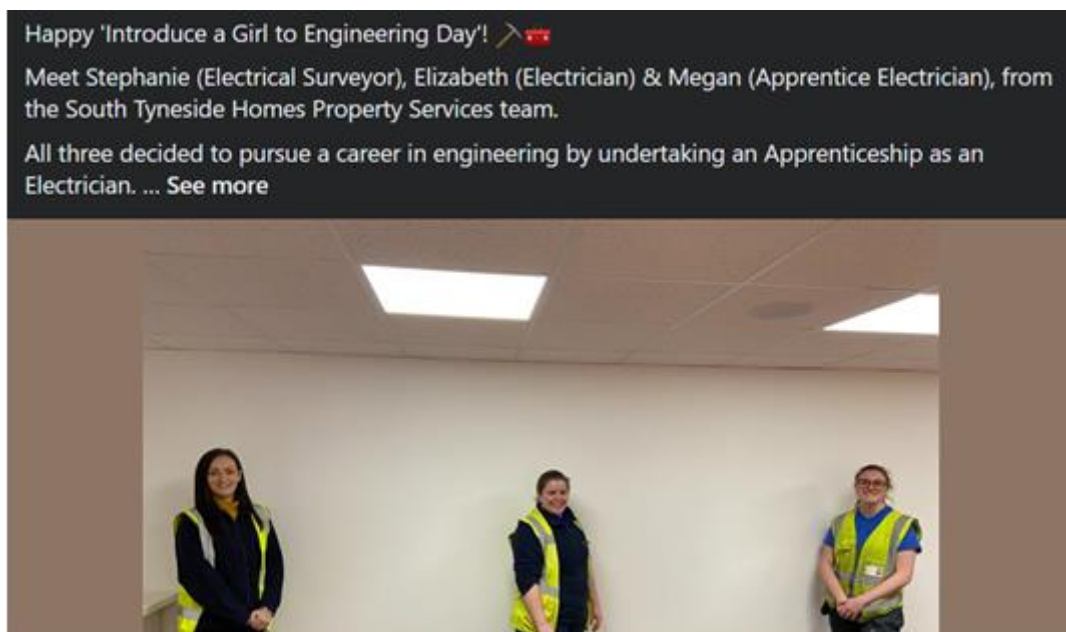 Happy 'Introduce a Girl to Engineering Day'! ⛏️🧰
Meet Stephanie (Electrical Surveyor), Elizabeth (Electrician) & Megan (Apprentice Electrician), from
the South Tyneside Homes Property Services team.
All three decided to pursue a career in engineering by undertaking an Apprenticeship as an
Electrician. ... See more